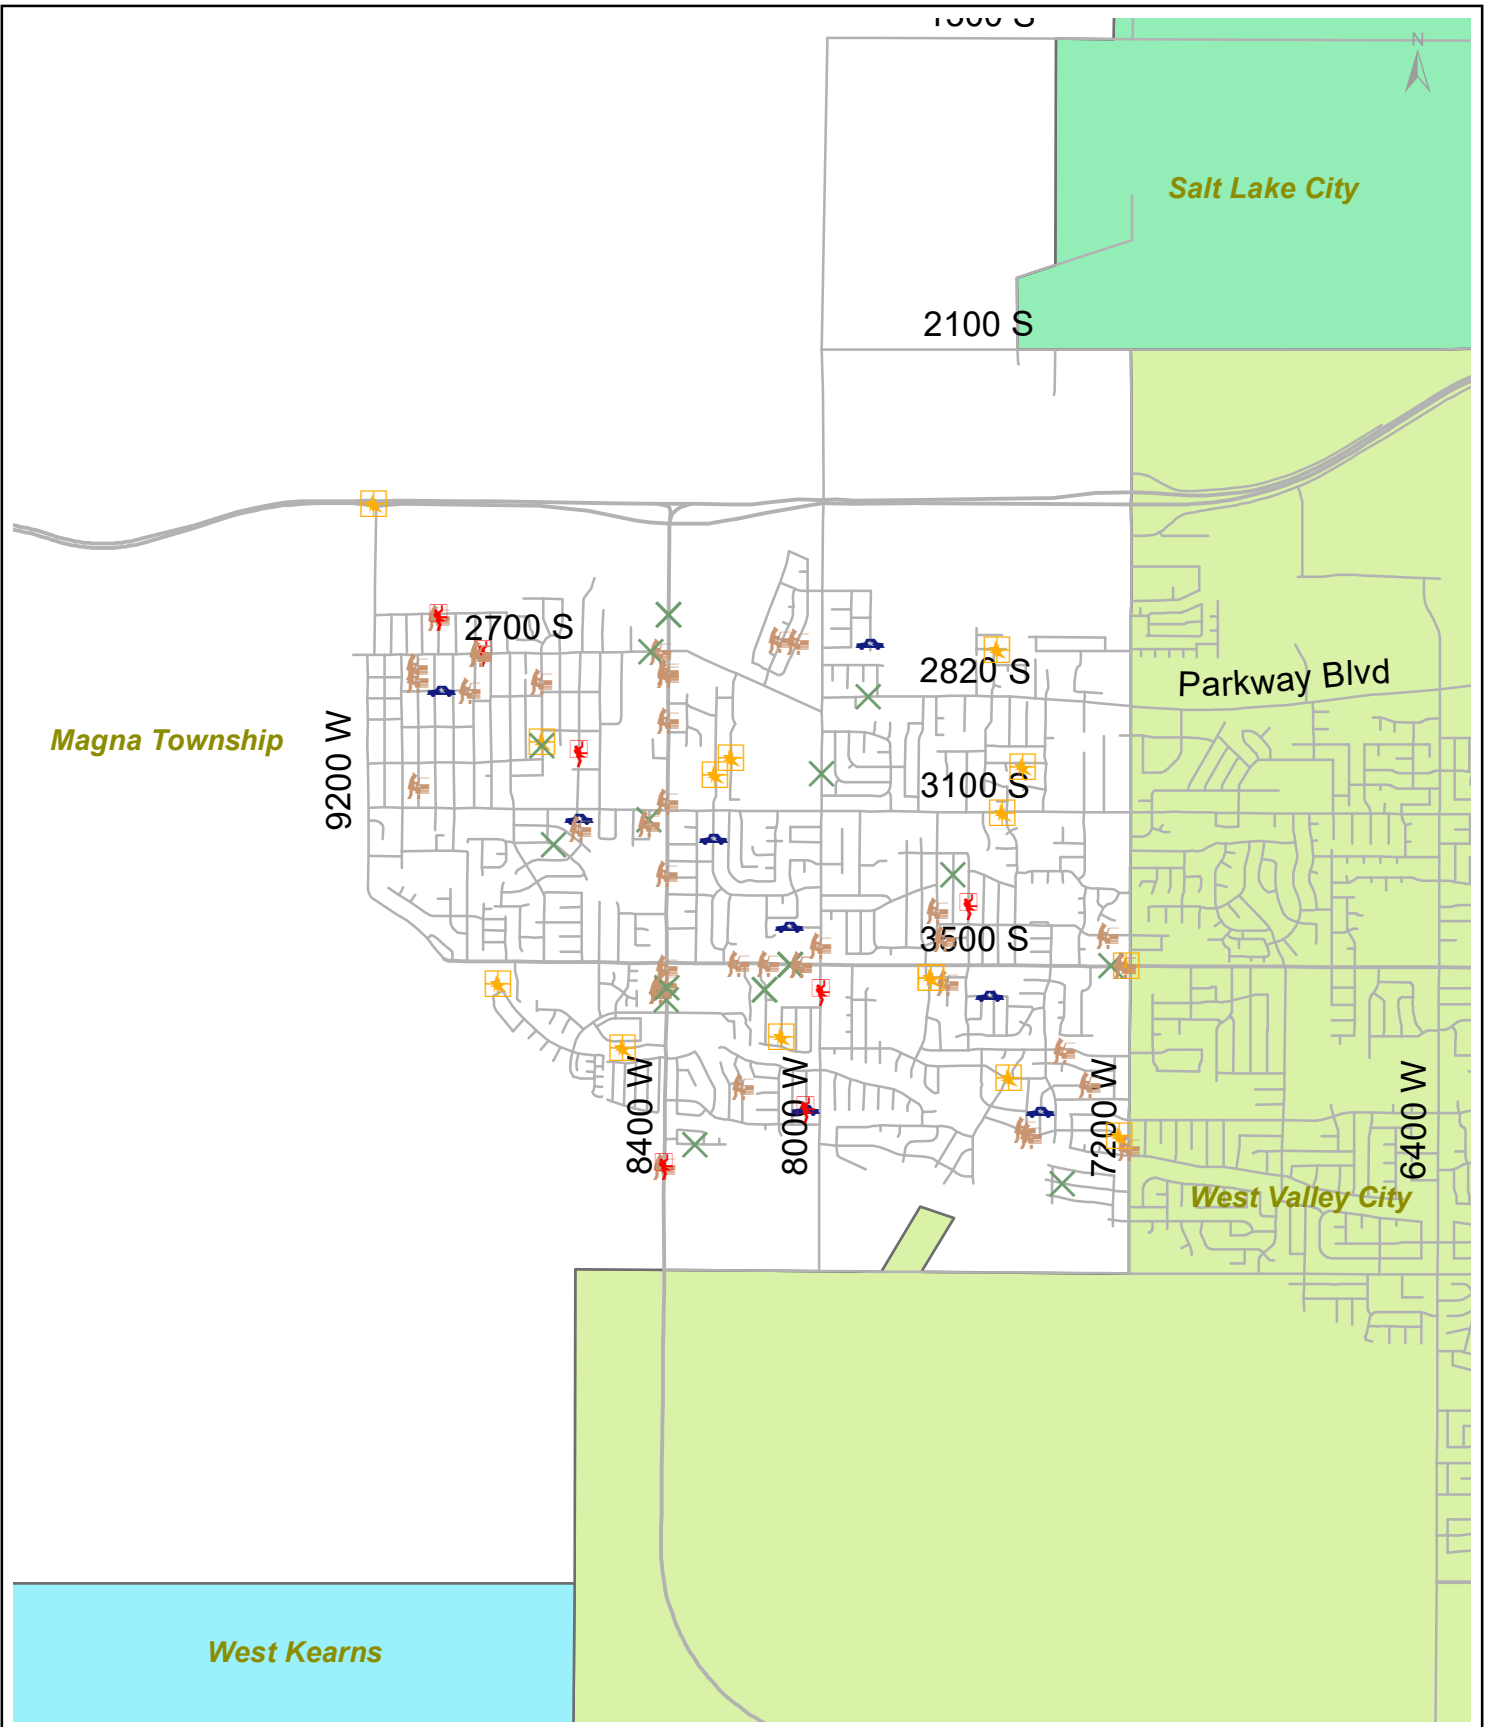 N
Salt Lake City
2100 S
2700 S
2820 S
Parkway Blvd
Magna Township
9200 W
3100 S
3500 S
8400 W
8000 W
7200 W
6400 W
West Valley City
West Kearns